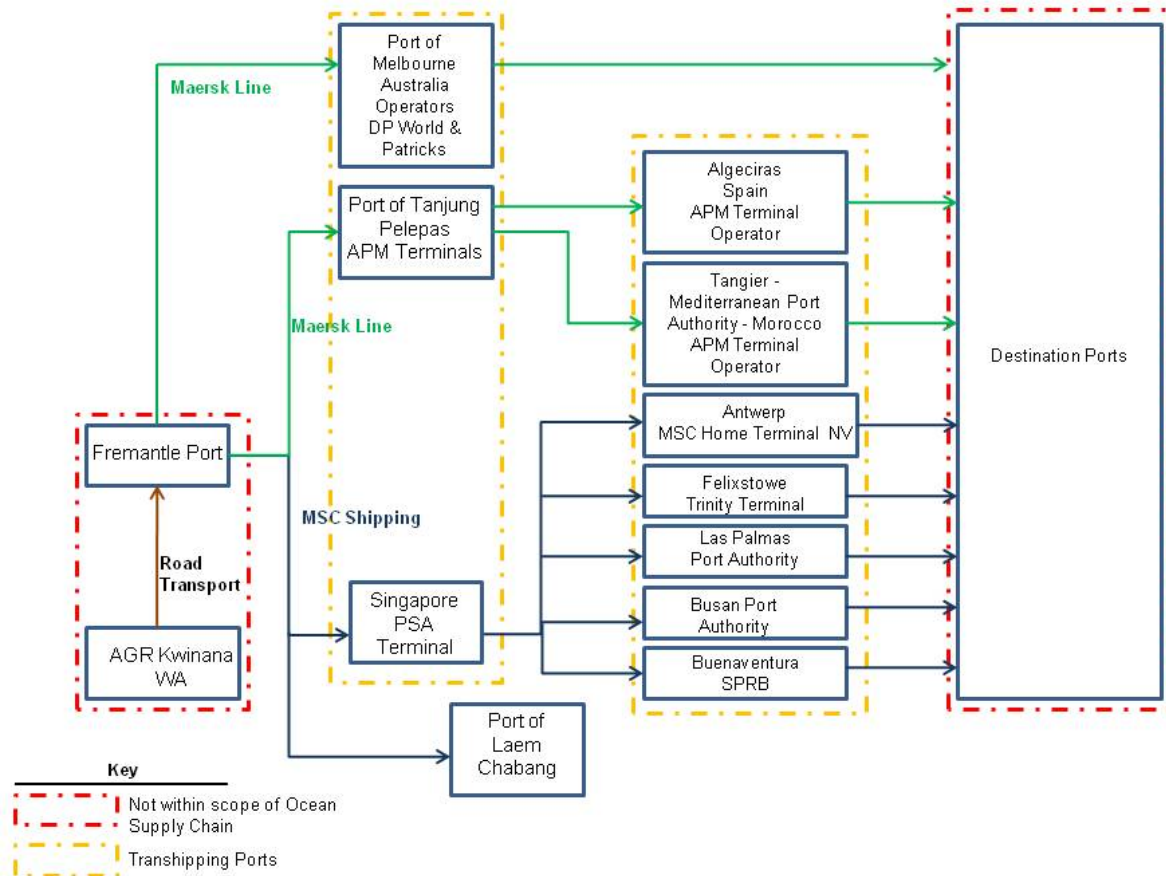 Port of
Melbourne
Australia
Operators
DP World &
Patricks
Maersk Line
Port of Tanjung
Pelepas
APM Terminals
Algeciras
Spain
APM Terminal
Operator
Tangier -
Mediterranean Port
Authority - Morocco
APM Terminal
Operator
Maersk Line
Destination Ports
Fremantle Port
Antwerp
MSC Home Terminal NV
Felixstowe
Trinity Terminal
MSC Shipping
Las Palmas
Port Authority
Road
Transport
Singapore
PSA
Terminal
Busan Port
Authority
AGR Kwinana
WA
Buenaventura
SPRB
Port of
Laem
Chabang
Key
Not within scope of Ocean
Supply Chain
Transhipping Ports